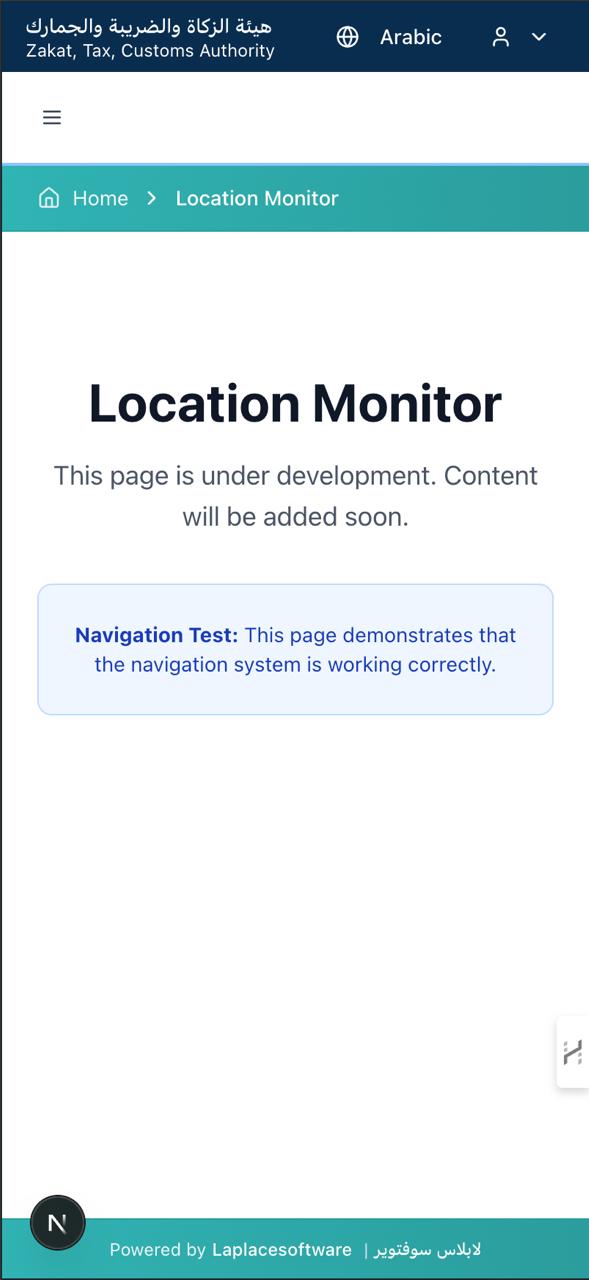 هيئة الزكاة والضريبة والجمارك
Zakat, Tax, Customs Authority
Arabic
Home > Location Monitor
Location Monitor
This page is under development. Content
will be added soon.
Navigation Test: This page demonstrates that
the navigation system is working correctly.
N
Powered by Laplacesoftware | لابلاس سوفتوير